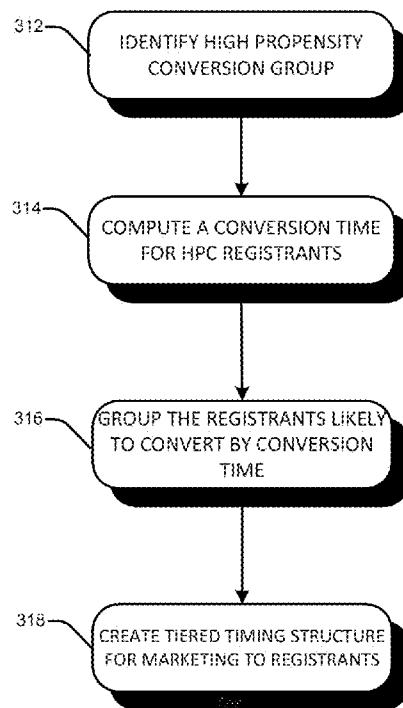 312
IDENTIFY HIGH PROPENSITY
CONVERSION GROUP
314
COMPUTE A CONVERSION TIME
FOR HPC REGISTRANTS
316
GROUP THE REGISTRANTS LIKELY
TO CONVERT BY CONVERSION
TIME
318
CREATE TIERED TIMING STRUCTURE
FOR MARKETING TO REGISTRANTS